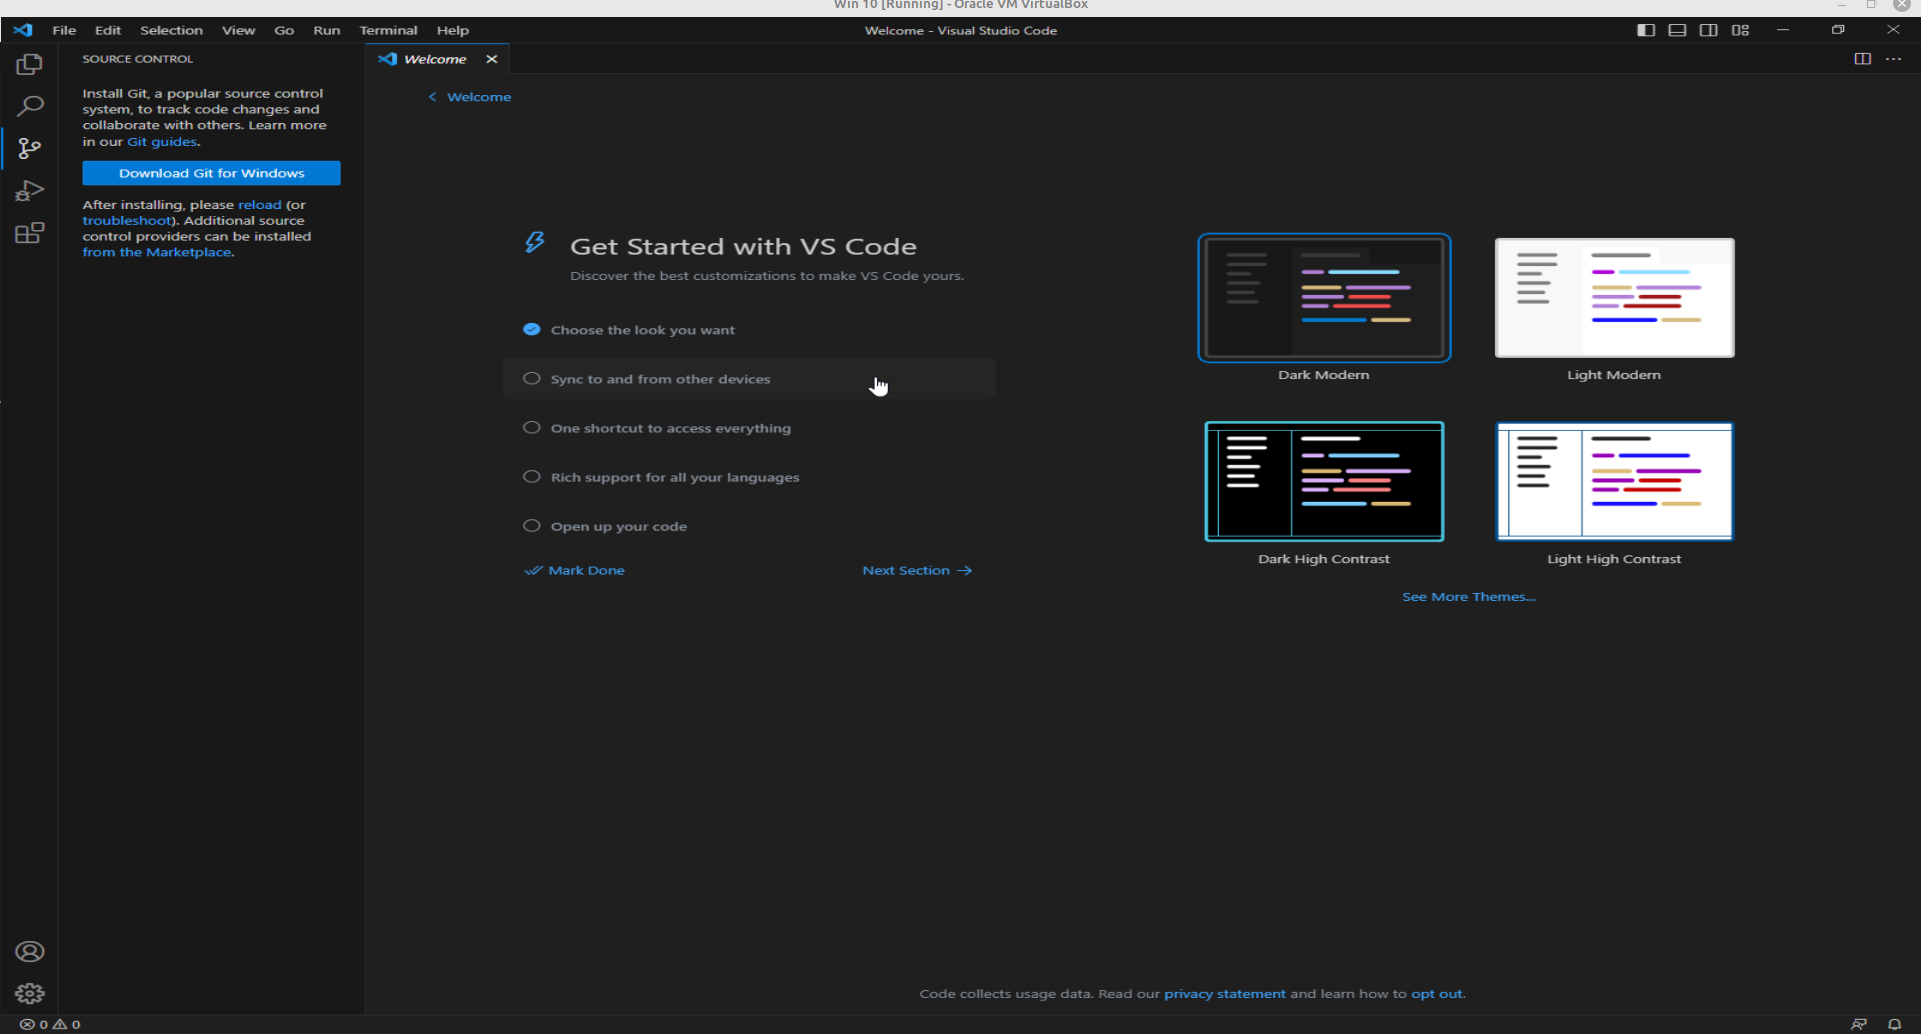 Win 10 [Running] - Oracle VM VirtualBox
File Edit Selection View Go Run Terminal Help
Welcome - Visual Studio Code
SOURCE CONTROL
Install Git, a popular source control
system, to track code changes and
collaborate with others. Learn more
in our Git guides.
Download Git for Windows
After installing, please reload (or
troubleshoot). Additional source
control providers can be installed
from the Marketplace.
Welcome
Welcome
Get Started with VS Code
Discover the best customizations to make VS Code yours.
Choose the look you want
Sync to and from other devices
One shortcut to access everything
Rich support for all your languages
Open up your code
Mark Done
Next Section
Dark Modern
Light Modern
Dark High Contrast
Light High Contrast
See More Themes...
Code collects usage data. Read our privacy statement and learn how to opt out.
0 0